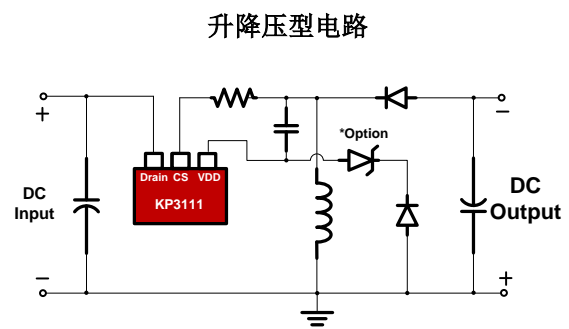 升降压型电路
+
−
*Option
Drain CS VDD
KP3111
DC
Input
DC
Output
−
+